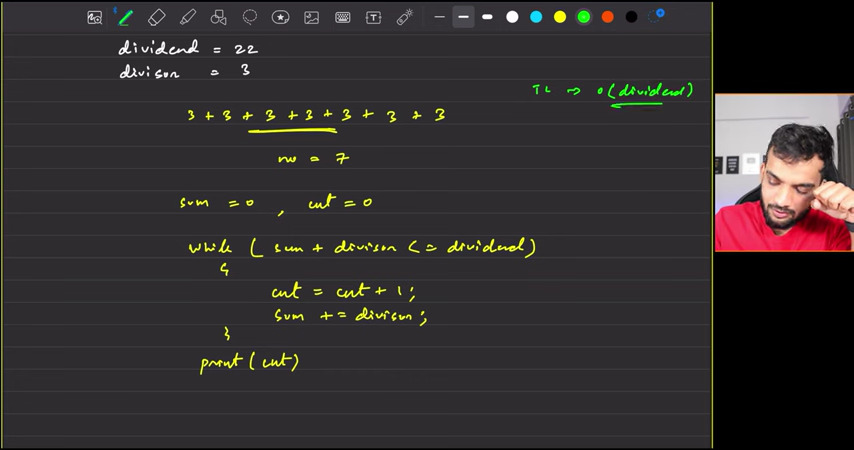 dividend = 22
divisor = 3
TC → O(dividend)
3 + 3 + 3 + 3 + 3 + 3 + 3
no = 7
sum = 0 , cnt = 0
while ( sum + divisor <= dividend)
{
cnt = cnt + 1;
sum += divisor;
}
print(cnt)